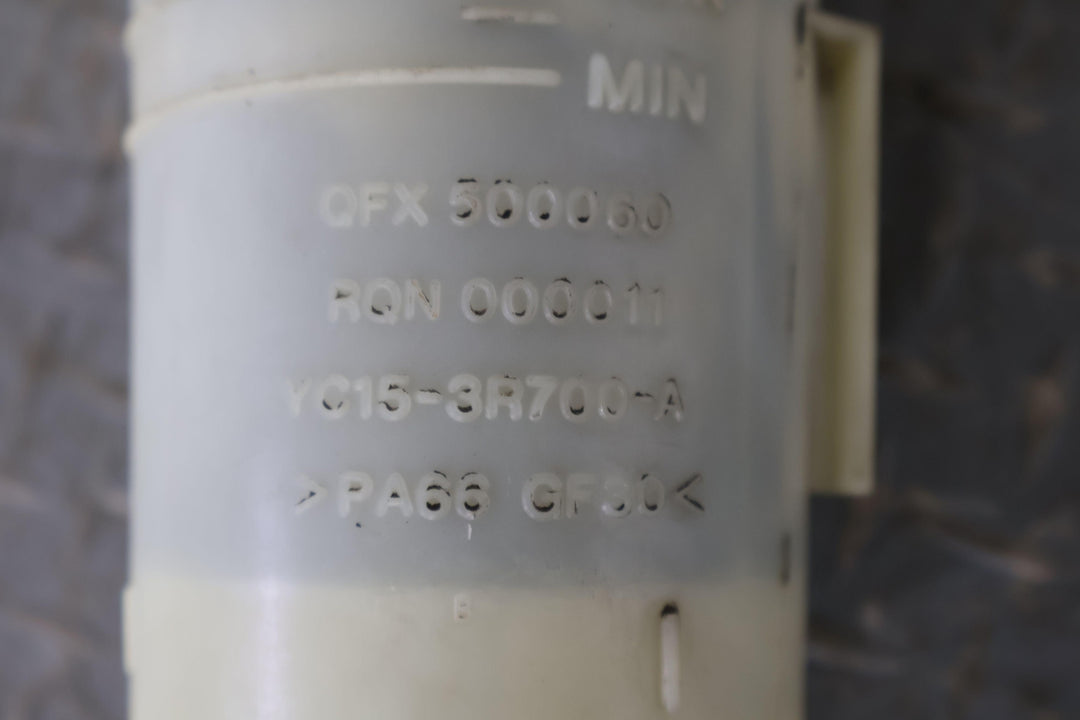 MIN
QFX 500060
RQN 000011
YC15-3R700-A
>PA66 GF30<
B